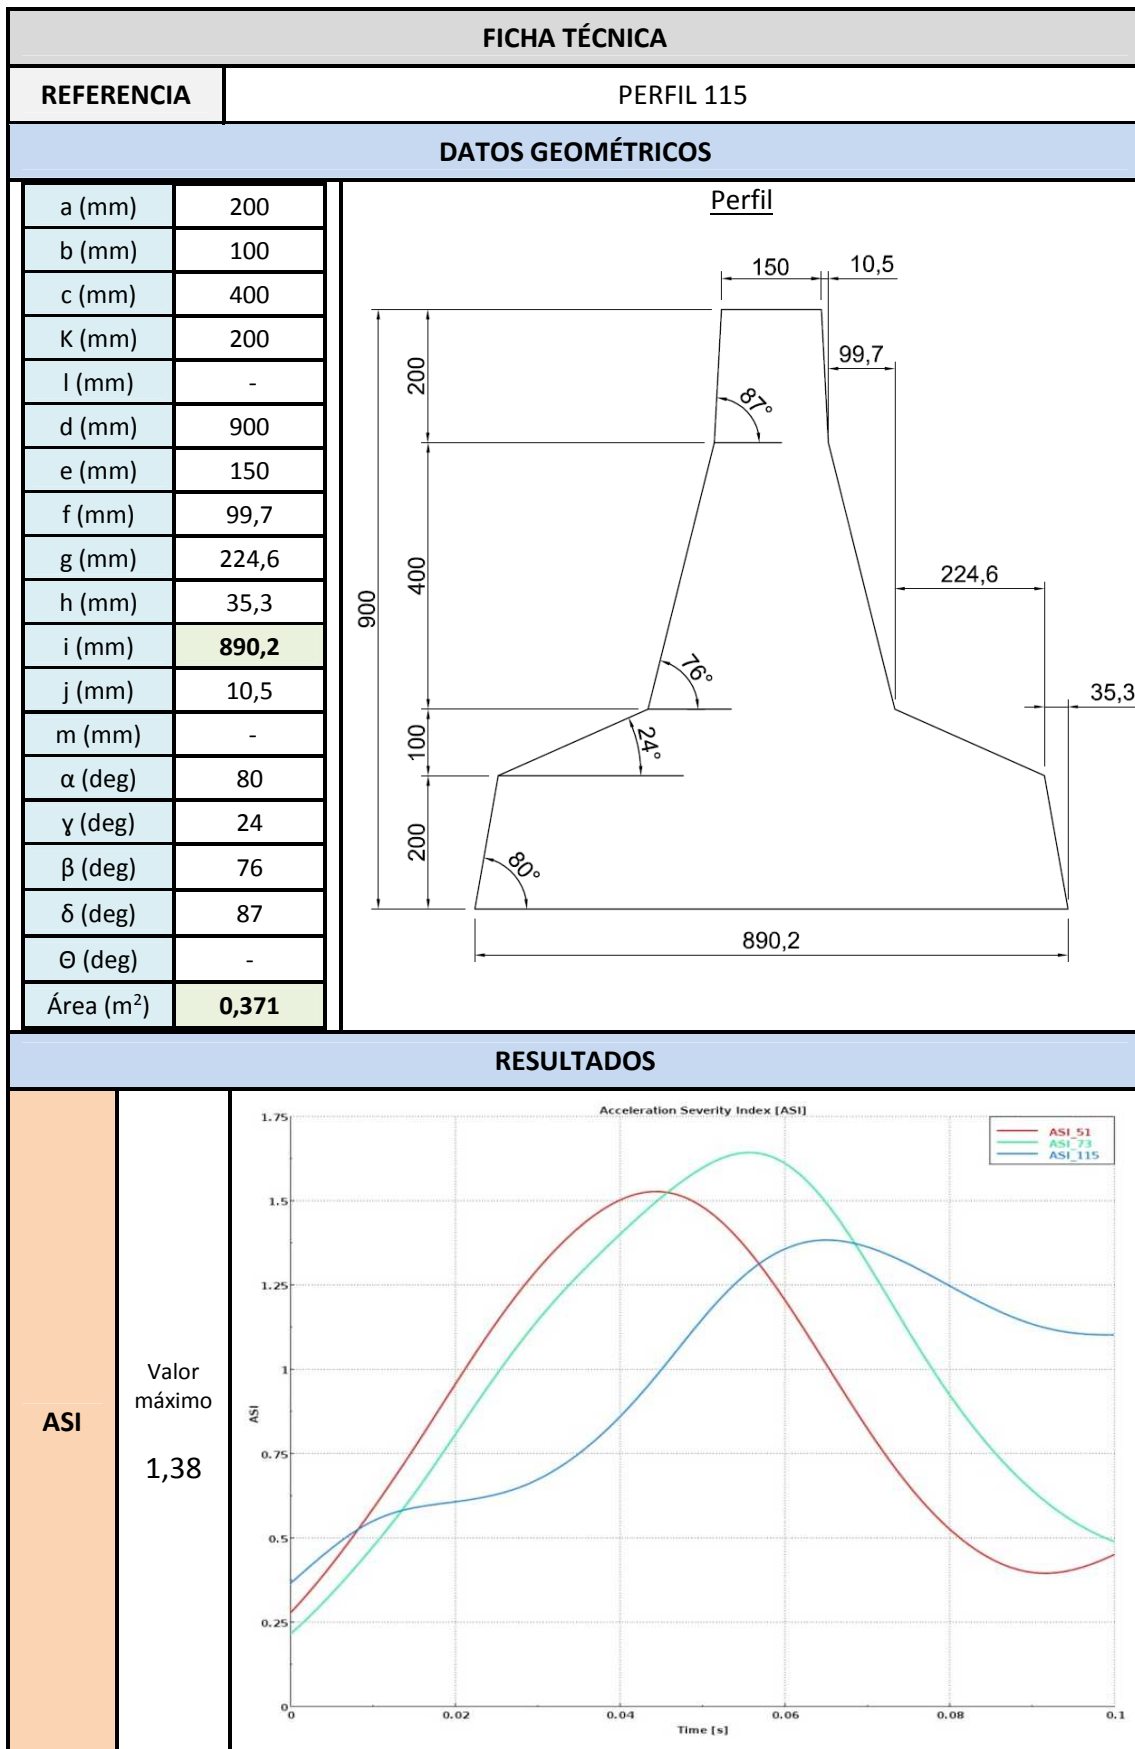 FICHA TÉCNICA
REFERENCIA PERFIL 115
DATOS GEOMÉTRICOS
a (mm) 200
b (mm) 100
c (mm) 400
K (mm) 200
l (mm) -
d (mm) 900
e (mm) 150
f (mm) 99,7
g (mm) 224,6
h (mm) 35,3
i (mm) 890,2
j (mm) 10,5
m (mm) -
α (deg) 80
ɣ (deg) 24
β (deg) 76
δ (deg) 87
Θ (deg) -
Área (m²) 0,371
Perfil
150 10,5
99,7
200
87°
400
224,6
900
76°
35,3
100
24°
200
80°
890,2
RESULTADOS
ASI
Valor
máximo
1,38
Acceleration Severity Index [ASI]
ASI_51
ASI_73
ASI_115
1.75
1.5
1.25
1
0.75
0.5
0.25
0
ASI
0 0.02 0.04 0.06 0.08 0.1
Time [s]